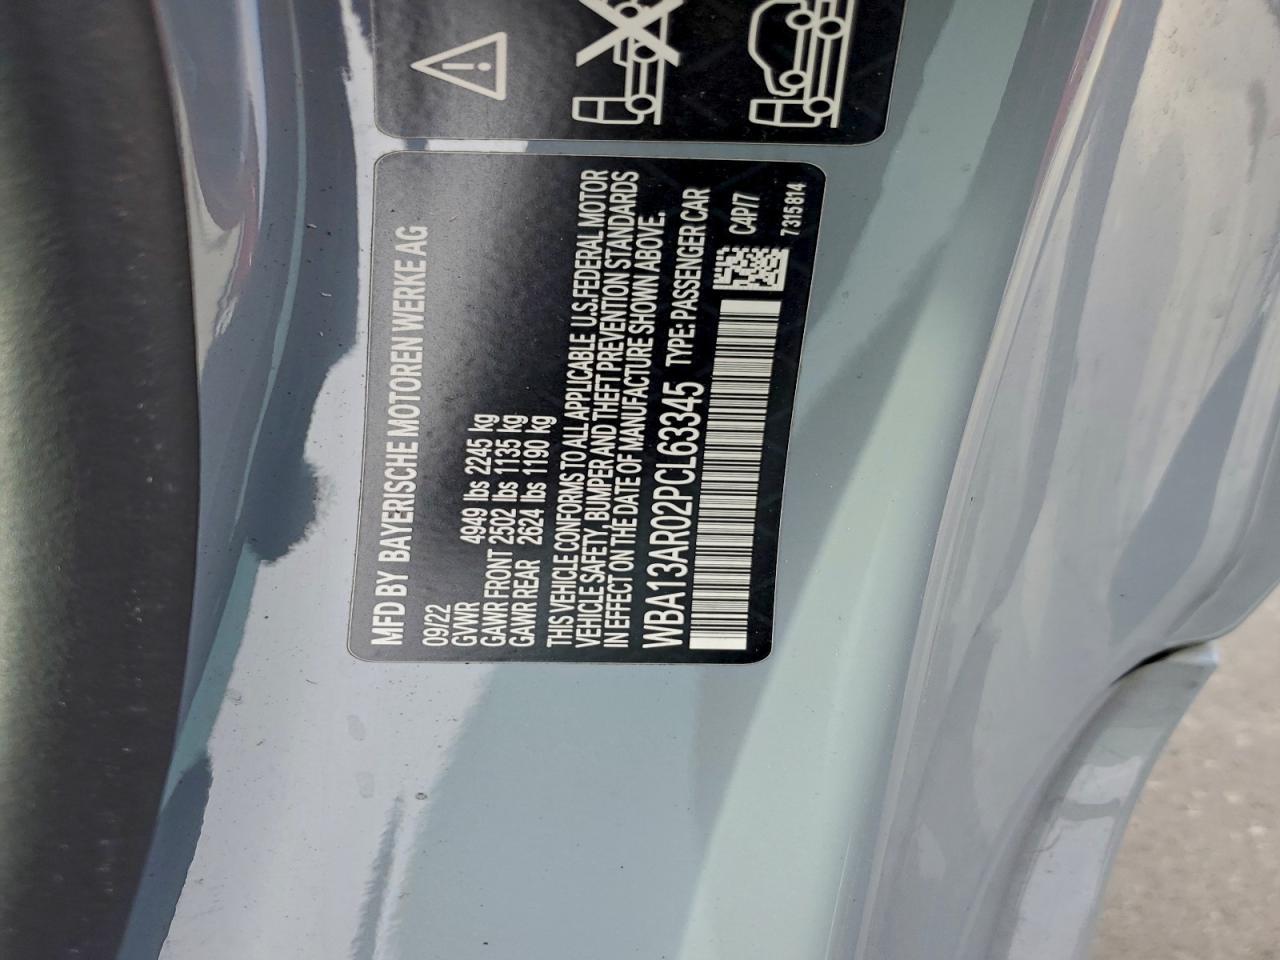 MFD BY BAYERISCHE MOTOREN WERKE AG
09/22
GVWR 4949 lbs 2245 kg
GAWR FRONT 2502 lbs 1135 kg
GAWR REAR 2624 lbs 1190 kg
THIS VEHICLE CONFORMS TO ALL APPLICABLE U.S.FEDERAL MOTOR
VEHICLE SAFETY, BUMPER AND THEFT PREVENTION STANDARDS
IN EFFECT ON THE DATE OF MANUFACTURE SHOWN ABOVE.
WBA13AR02PCL63345 TYPE: PASSENGER CAR
C4P/7
7315814